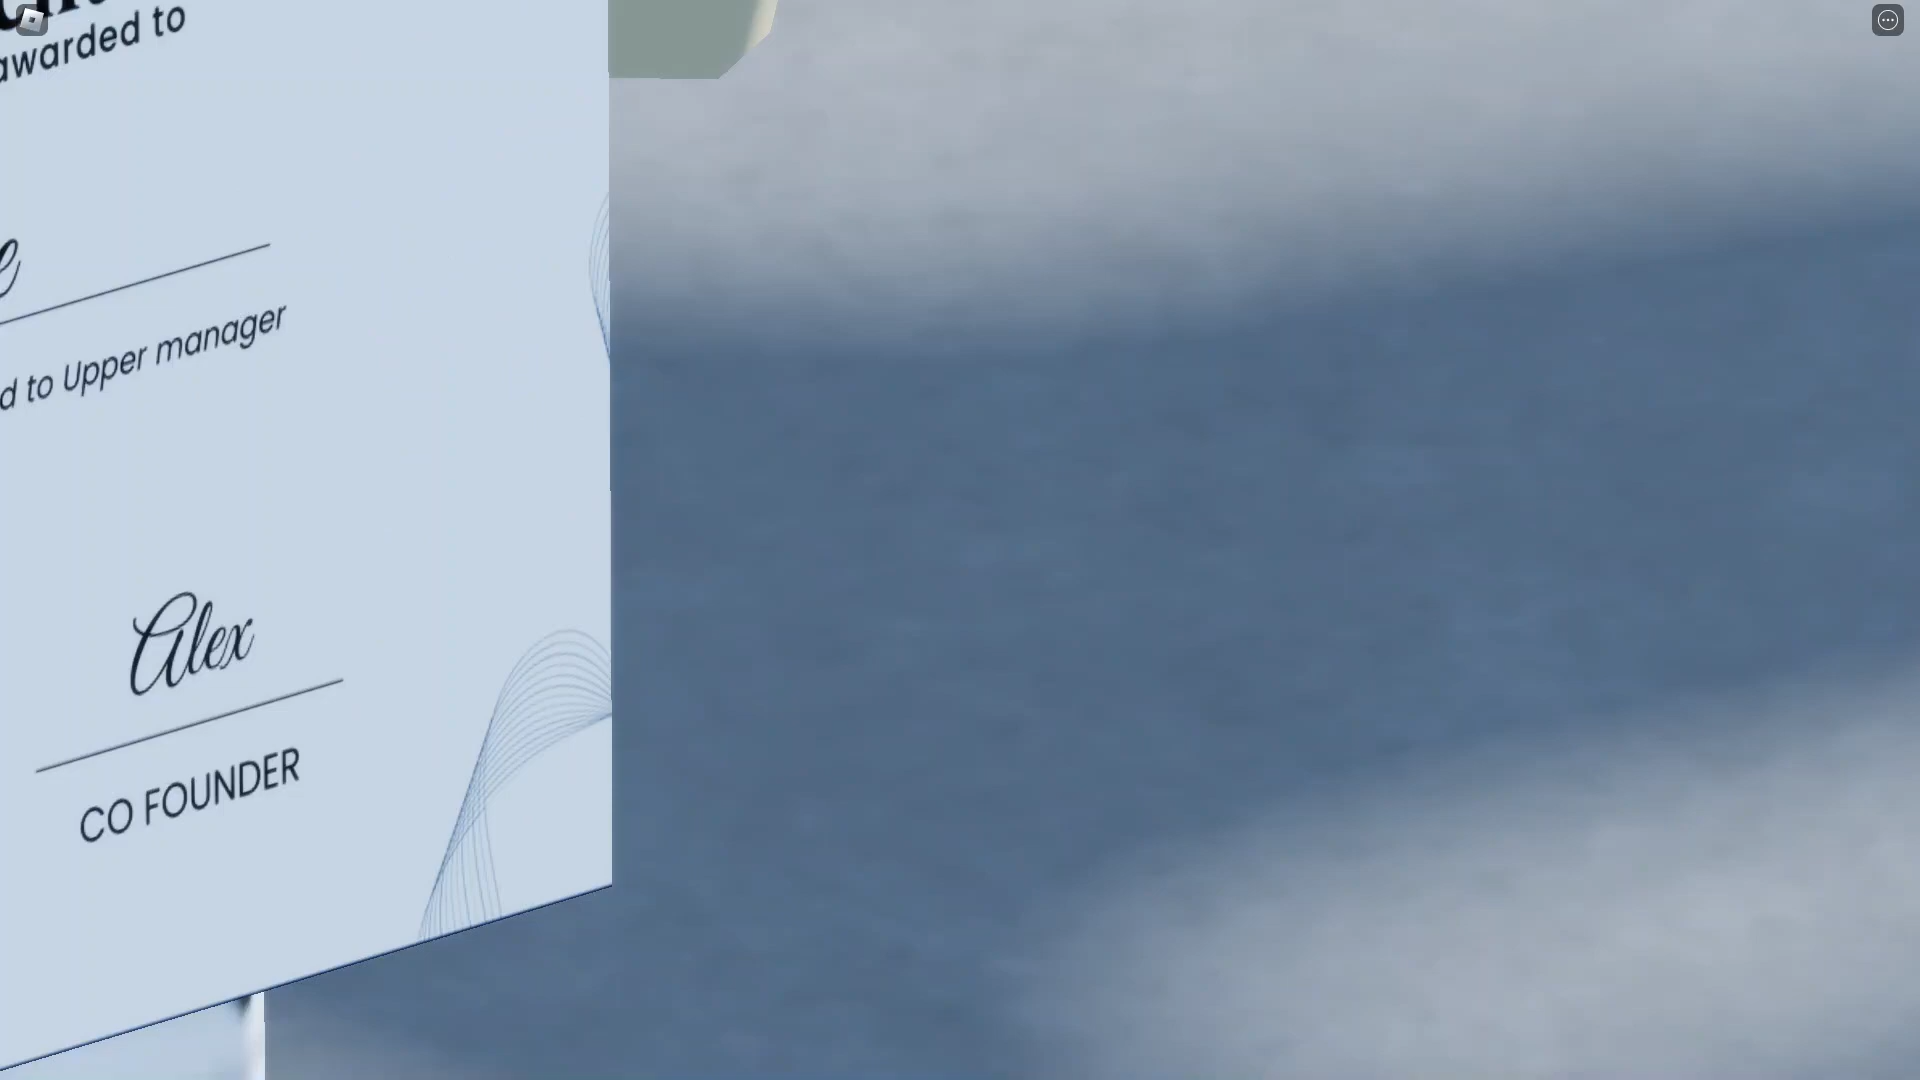 awarded to
d to Upper manager
Alex
CO FOUNDER